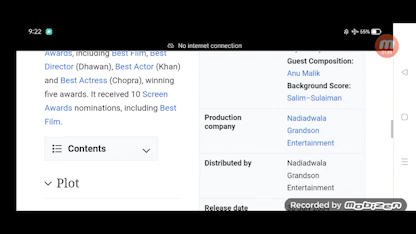 9:22
55%
No internet connection
Awards, including Best Film, Best
Director (Dhawan), Best Actor (Khan)
and Best Actress (Chopra), winning
five awards. It received 10 Screen
Awards nominations, including Best
Film.
Contents
Plot
Guest Composition:
Anu Malik
Background Score:
Salim–Sulaiman
Production
company
Nadiadwala
Grandson
Entertainment
Distributed by
Nadiadwala
Grandson
Entertainment
Release date
Recorded by
Mobizen